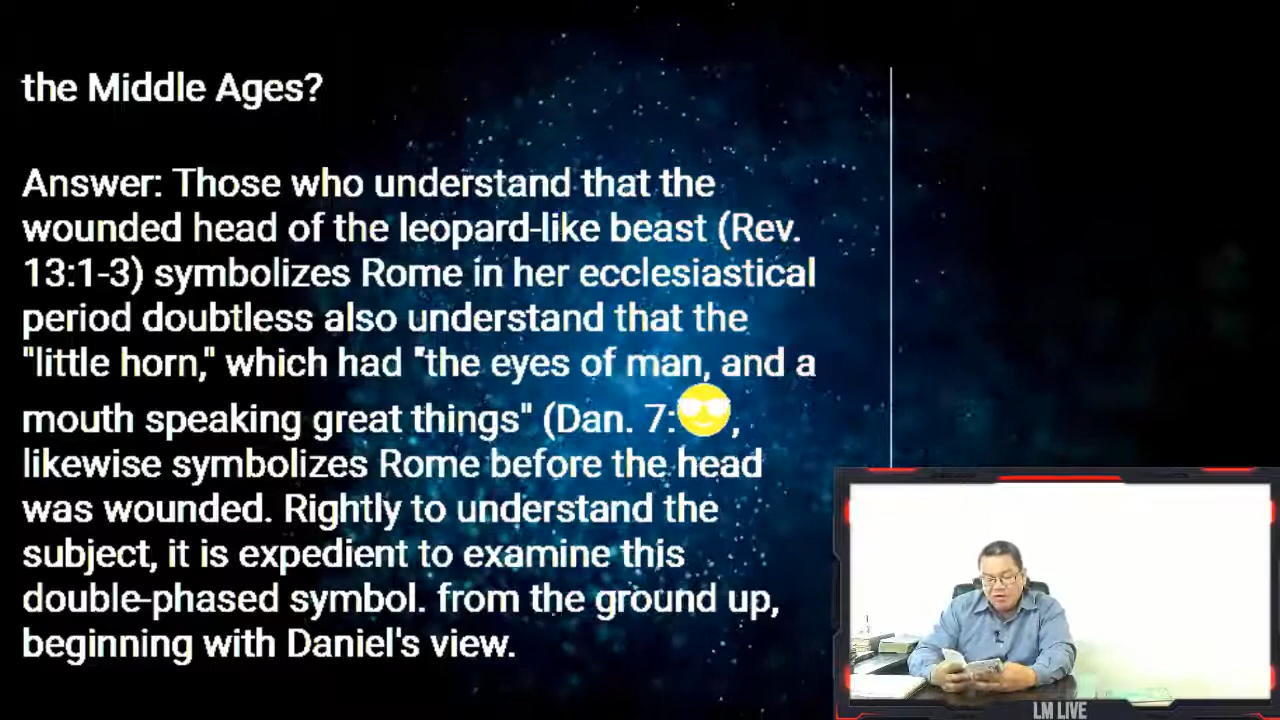 the Middle Ages?
Answer: Those who understand that the
wounded head of the leopard-like beast (Rev.
13:1-3) symbolizes Rome in her ecclesiastical
period doubtless also understand that the
"little horn," which had "the eyes of man, and a
mouth speaking great things" (Dan. 7:😎,
likewise symbolizes Rome before the head
was wounded. Rightly to understand the
subject, it is expedient to examine this
double-phased symbol. from the ground up,
beginning with Daniel's view.
LM LIVE